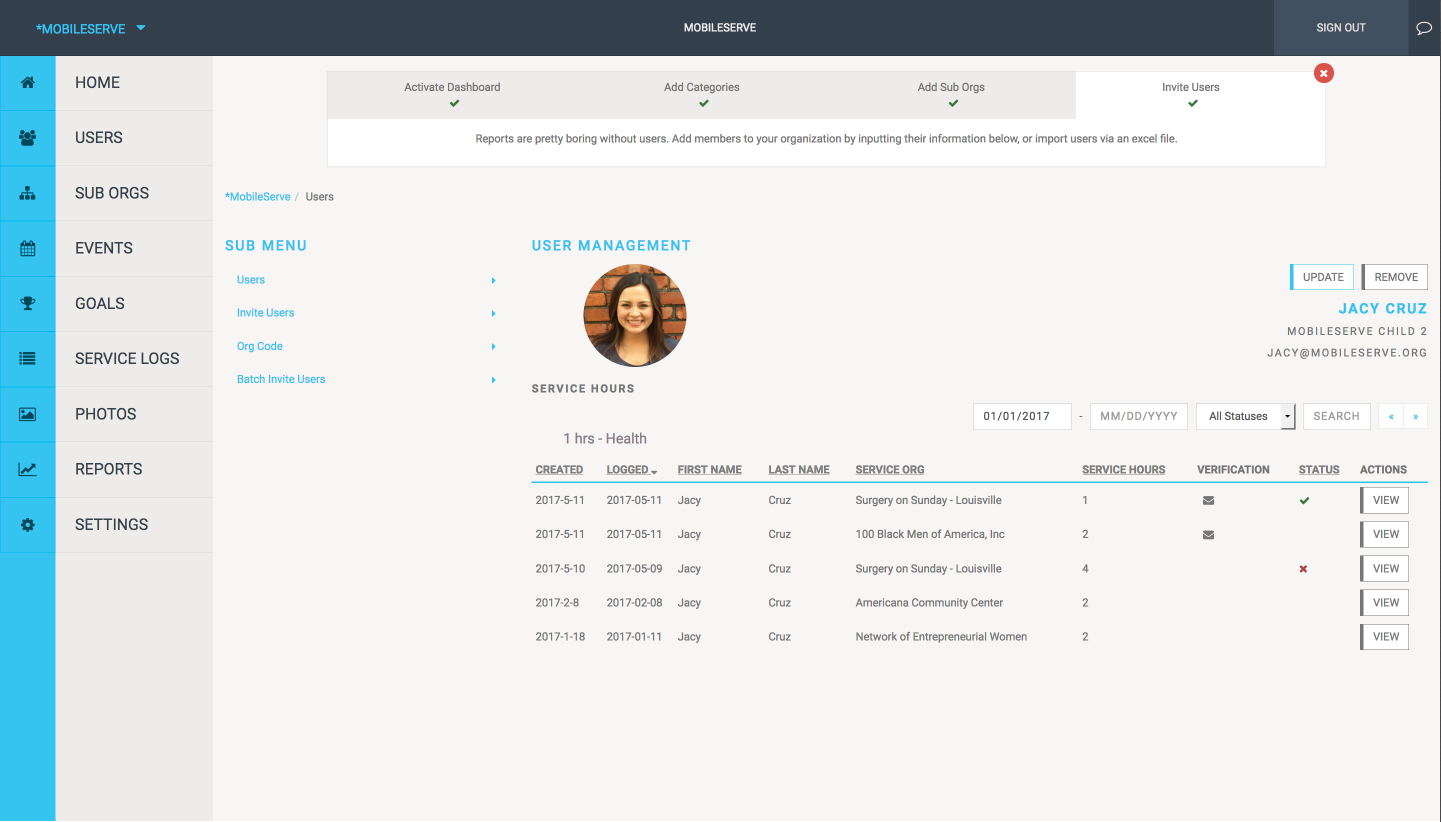 *MOBILESERVE
MOBILESERVE
SIGN OUT
HOME
USERS
SUB ORGS
EVENTS
GOALS
SERVICE LOGS
PHOTOS
REPORTS
SETTINGS
Activate Dashboard
Add Categories
Add Sub Orgs
Invite Users
Reports are pretty boring without users. Add members to your organization by inputting their information below, or import users via an excel file.
*MobileServe / Users
SUB MENU
Users
Invite Users
Org Code
Batch Invite Users
USER MANAGEMENT
UPDATE REMOVE
JACY CRUZ
MOBILESERVE CHILD 2
JACY@MOBILESERVE.ORG
SERVICE HOURS
01/01/2017 - MM/DD/YYYY All Statuses SEARCH « »
1 hrs - Health
CREATED LOGGED FIRST NAME LAST NAME SERVICE ORG SERVICE HOURS VERIFICATION STATUS ACTIONS
2017-5-11 2017-05-11 Jacy Cruz Surgery on Sunday - Louisville 1 VIEW
2017-5-11 2017-05-11 Jacy Cruz 100 Black Men of America, Inc 2 VIEW
2017-5-10 2017-05-09 Jacy Cruz Surgery on Sunday - Louisville 4 VIEW
2017-2-8 2017-02-08 Jacy Cruz Americana Community Center 2 VIEW
2017-1-18 2017-01-11 Jacy Cruz Network of Entrepreneurial Women 2 VIEW